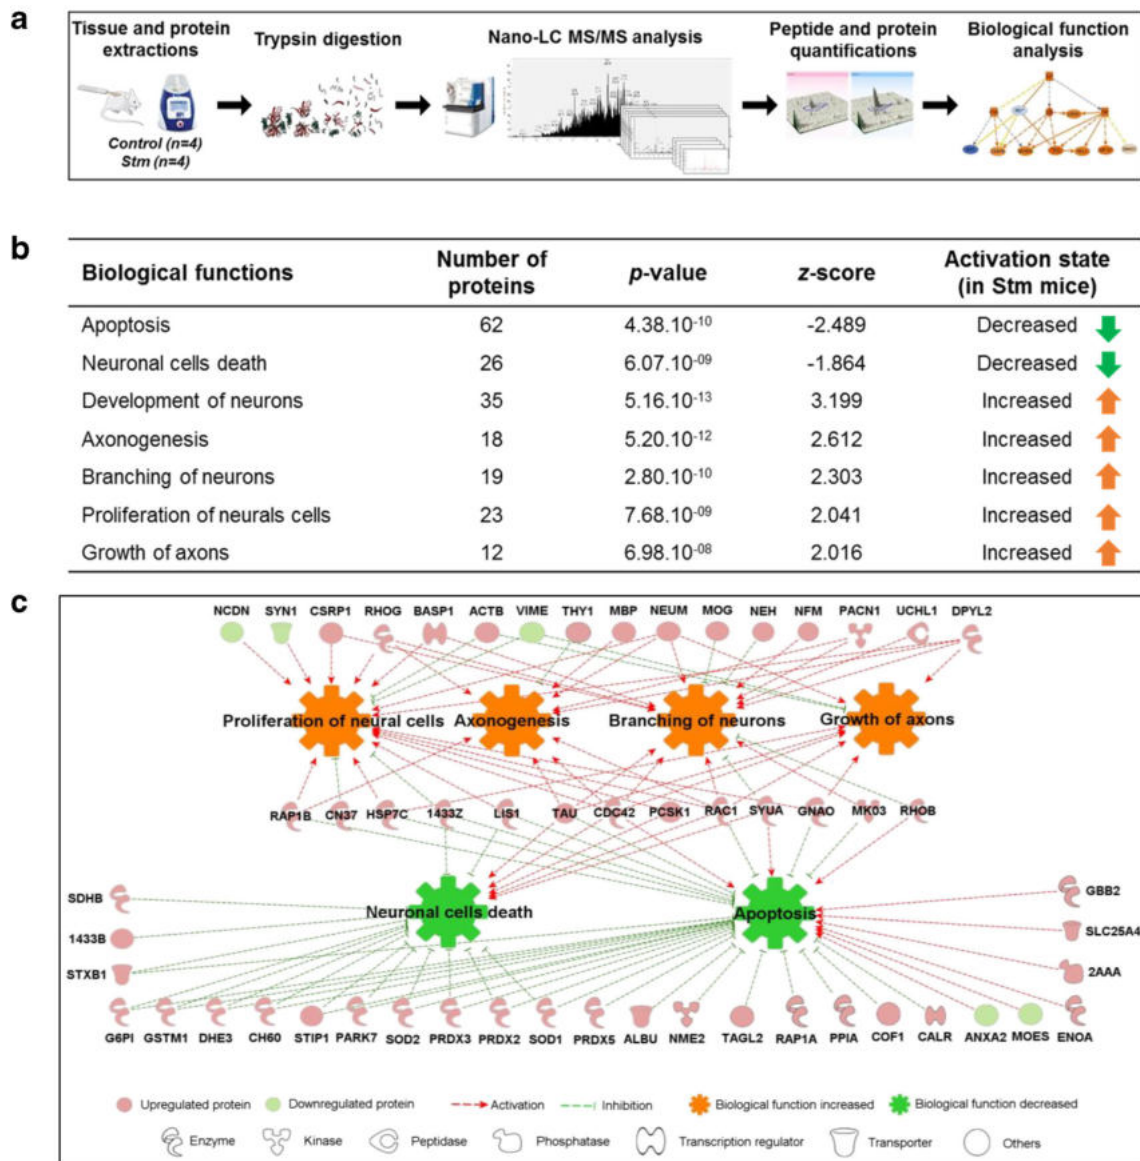 a
Tissue and protein
extractions
Control (n=4)
Stm (n=4)
Trypsin digestion
Nano-LC MS/MS analysis
Peptide and protein
quantifications
Biological function
analysis
b
Biological functions Number of proteins p-value z-score Activation state (in Stm mice)
Apoptosis 62 4.38.10⁻¹⁰ -2.489 Decreased
Neuronal cells death 26 6.07.10⁻⁰⁹ -1.864 Decreased
Development of neurons 35 5.16.10⁻¹³ 3.199 Increased
Axonogenesis 18 5.20.10⁻¹² 2.612 Increased
Branching of neurons 19 2.80.10⁻¹⁰ 2.303 Increased
Proliferation of neurals cells 23 7.68.10⁻⁰⁹ 2.041 Increased
Growth of axons 12 6.98.10⁻⁰⁸ 2.016 Increased
c
NCDN SYN1 CSRP1 RHOG BASP1 ACTB VIME THY1 MBP NEUM MOG NEH NFM PACN1 UCHL1 DPYL2
Proliferation of neural cells Axonogenesis Branching of neurons Growth of axons
RAP1B CN37 HSP7C 1433Z LIS1 TAU CDC42 PCSK1 RAC1 SYUA GNAO MK03 RHOB
SDHB
1433B
STXB1
Neuronal cells death Apoptosis
GBB2
SLC25A4
2AAA
G6PI GSTM1 DHE3 CH60 STIP1 PARK7 SOD2 PRDX3 PRDX2 SOD1 PRDX5 ALBU NME2 TAGL2 RAP1A PPIA COF1 CALR ANXA2 MOES ENOA
Upregulated protein Downregulated protein Activation Inhibition Biological function increased Biological function decreased
Enzyme Kinase Peptidase Phosphatase Transcription regulator Transporter Others